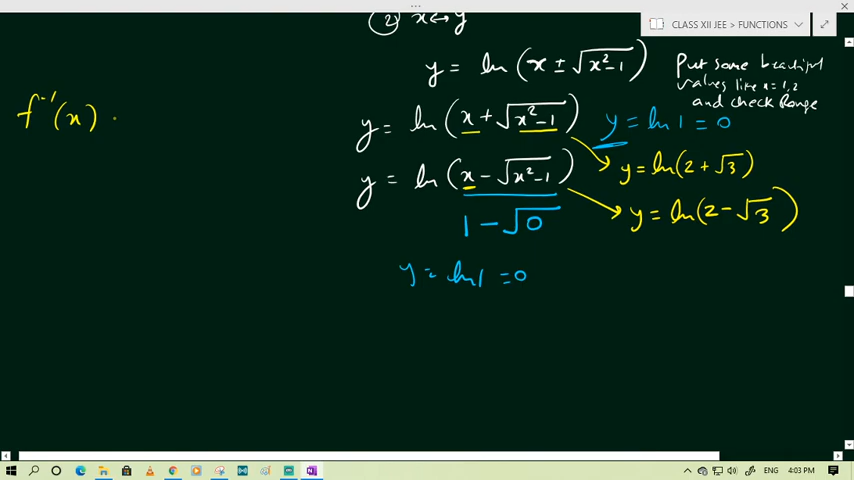 ② x↔y
CLASS XII JEE > FUNCTIONS
y = ln(x ± √(x²-1))
Put some beautiful
values like x = 1, 2
and check Range
f⁻¹(x)
y = ln(x + √(x²-1))
y = ln 1 = 0
y = ln(2 + √3)
y = ln(x - √(x²-1))
y = ln(2 - √3)
1 - √0
y = ln 1 = 0
ENG 4:03 PM